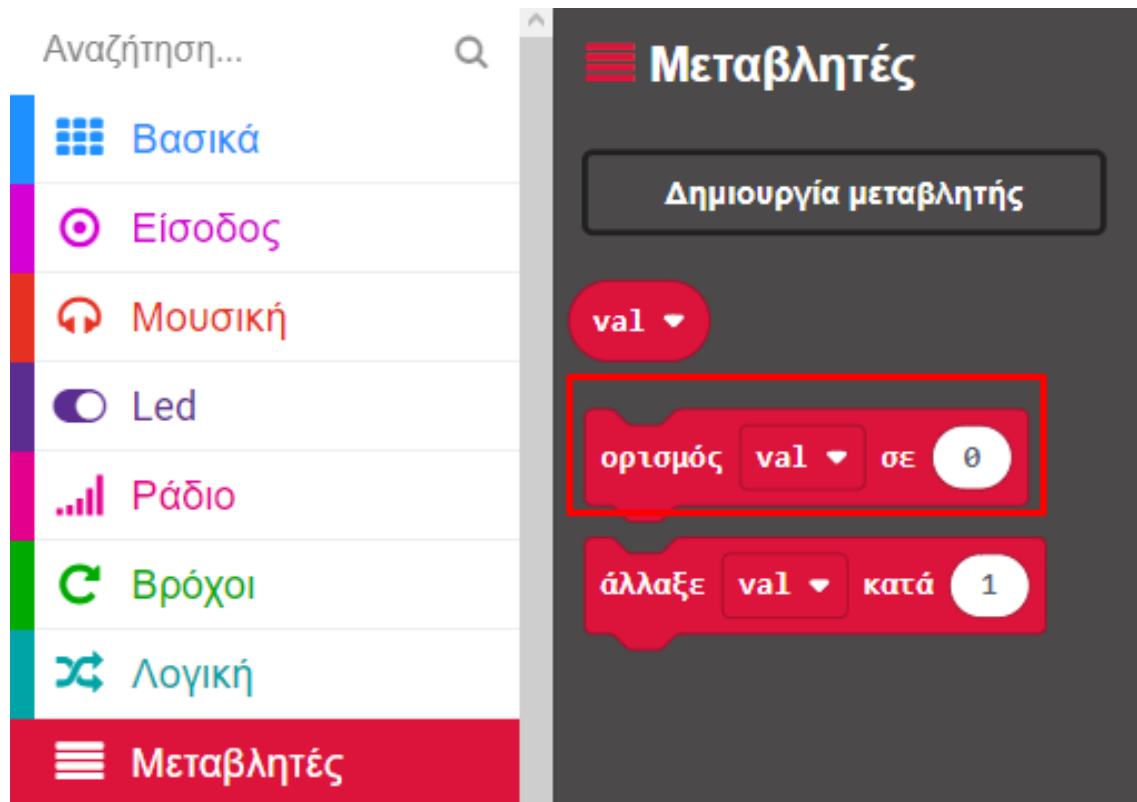 Αναζήτηση...
Βασικά
Είσοδος
Μουσική
Led
Ράδιο
Βρόχοι
Λογική
Μεταβλητές
Μεταβλητές
Δημιουργία μεταβλητής
val
ορισμός val σε 0
άλλαξε val κατά 1